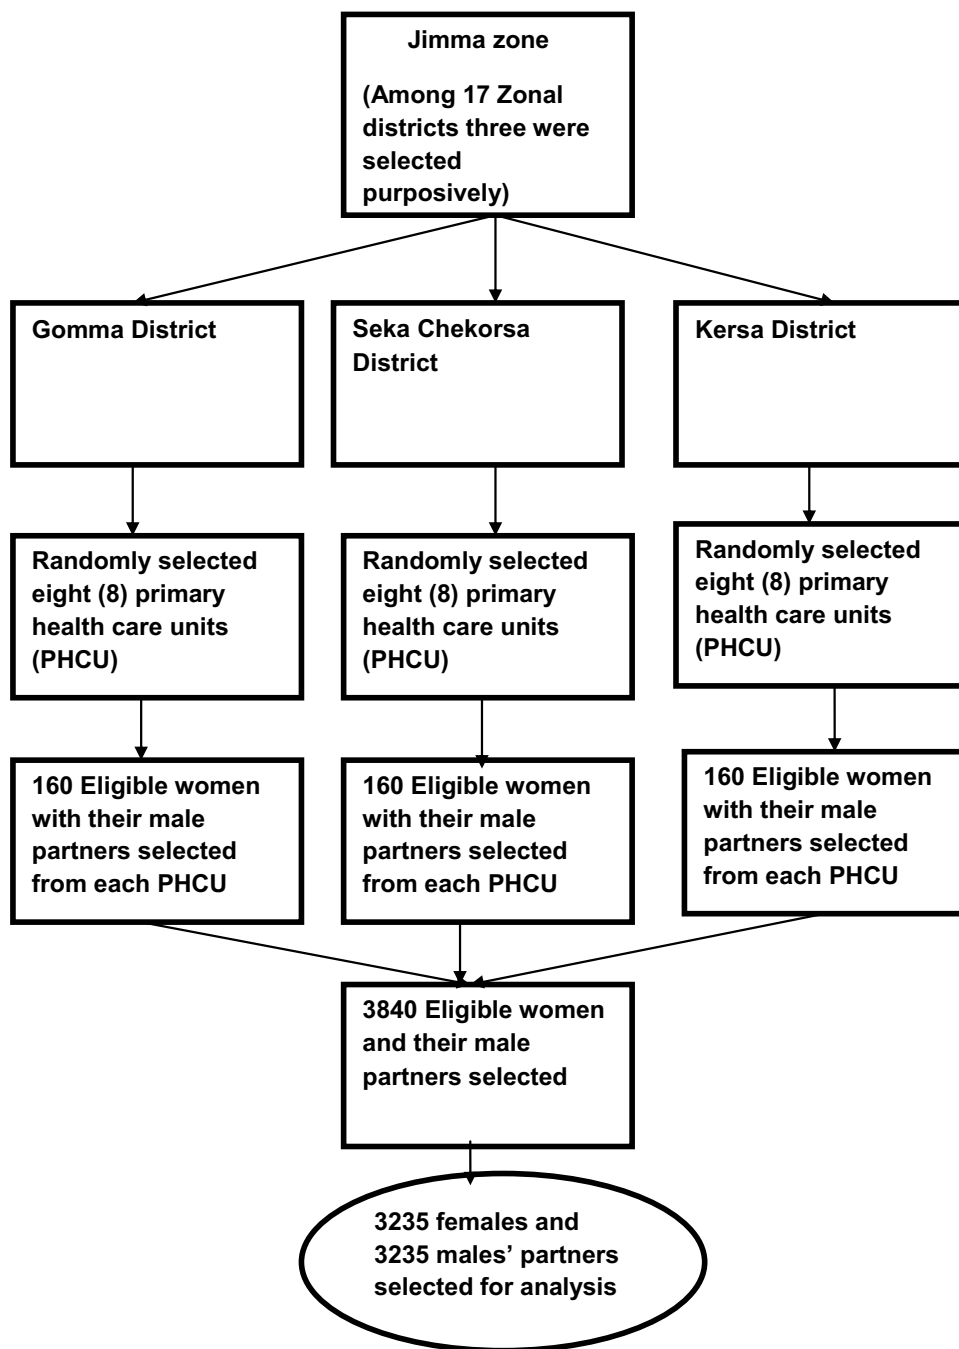 Jimma zone
(Among 17 Zonal
districts three were
selected
purposively)
Gomma District
Seka Chekorsa
District
Kersa District
Randomly selected
eight (8) primary
health care units
(PHCU)
Randomly selected
eight (8) primary
health care units
(PHCU)
Randomly selected
eight (8) primary
health care units
(PHCU)
160 Eligible women
with their male
partners selected
from each PHCU
160 Eligible women
with their male
partners selected
from each PHCU
160 Eligible women
with their male
partners selected
from each PHCU
3840 Eligible women
and their male
partners selected
3235 females and
3235 males’ partners
selected for analysis